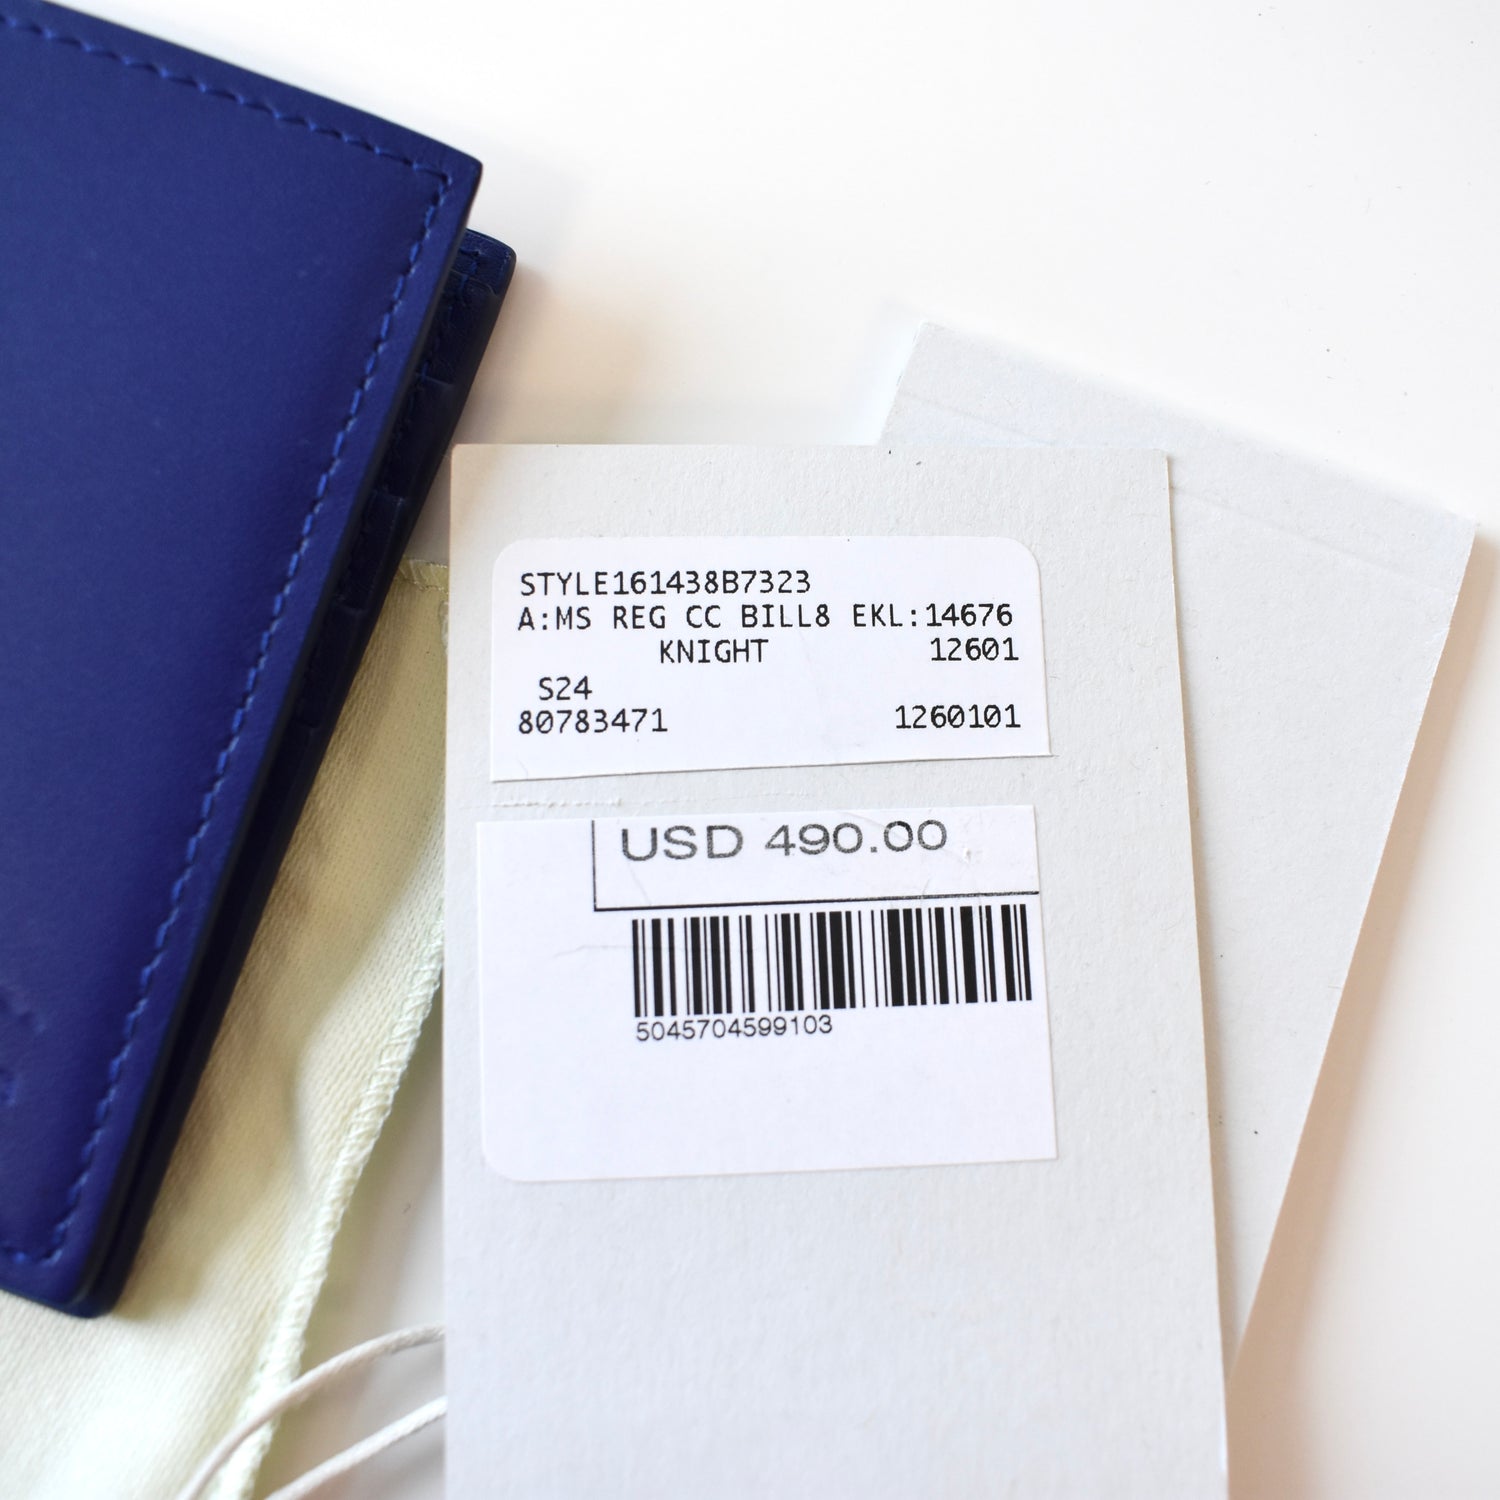 STYLE161438B7323
A:MS REG CC BILL8 EKL:14676
KNIGHT 12601
S24
80783471 1260101
USD 490.00
5045704599103